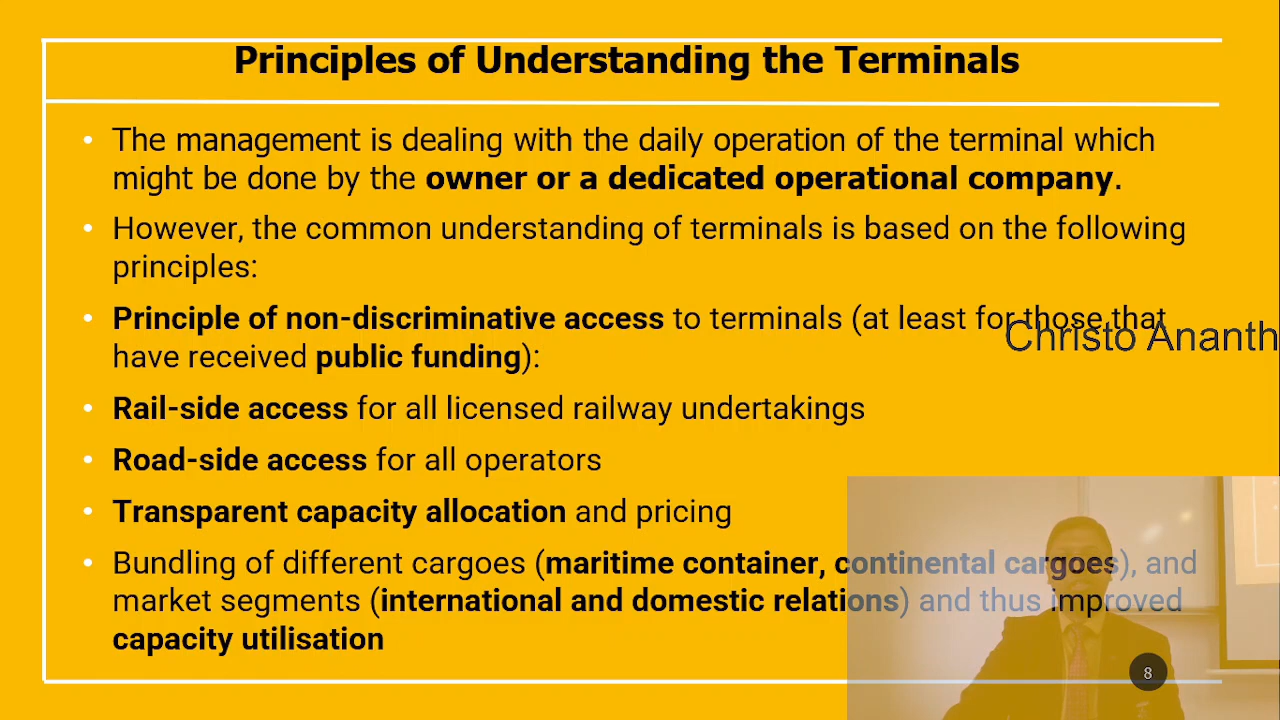 Principles of Understanding the Terminals
• The management is dealing with the daily operation of the terminal which
might be done by the owner or a dedicated operational company.
• However, the common understanding of terminals is based on the following
principles:
• Principle of non-discriminative access to terminals (at least for those that
have received public funding):
Christo Ananth
• Rail-side access for all licensed railway undertakings
• Road-side access for all operators
• Transparent capacity allocation and pricing
• Bundling of different cargoes (maritime container, continental cargoes), and
market segments (international and domestic relations) and thus improved
capacity utilisation
8